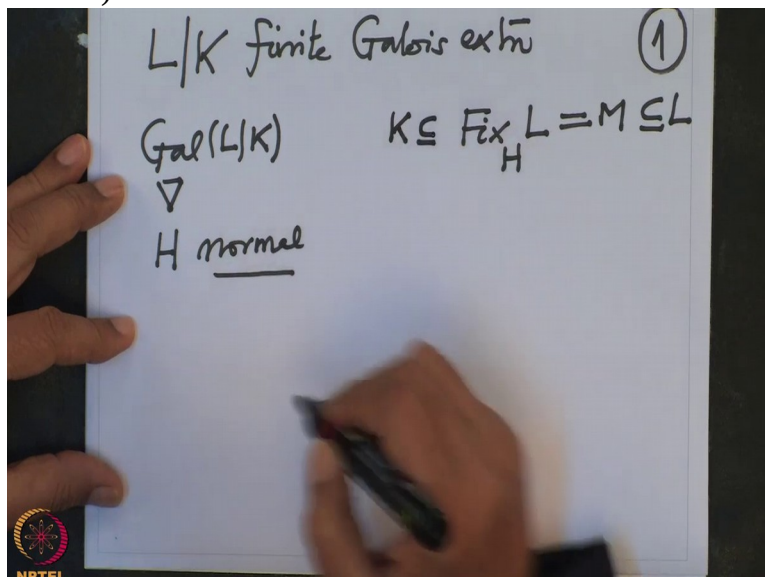 L|K finite Galois extn̄ ①
Gal(L|K) K ⊆ Fix_H L = M ⊆ L
▽
H normal
NPTEL